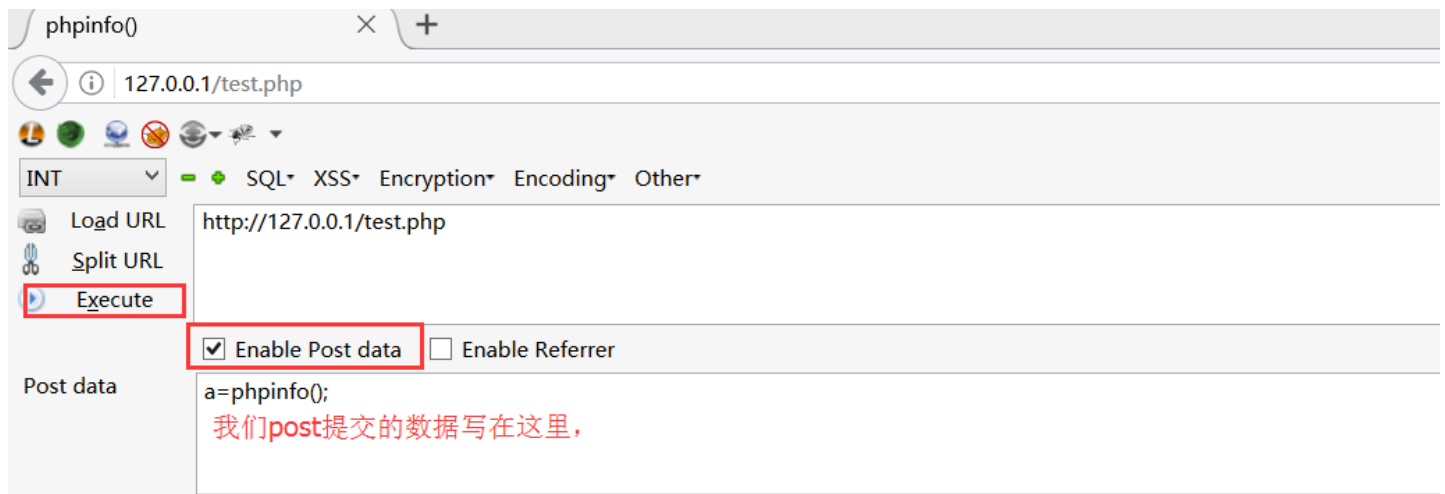 phpinfo()
127.0.0.1/test.php
INT SQL XSS Encryption Encoding Other
Load URL http://127.0.0.1/test.php
Split URL
Execute
Enable Post data Enable Referrer
Post data a=phpinfo();
我们post提交的数据写在这里，